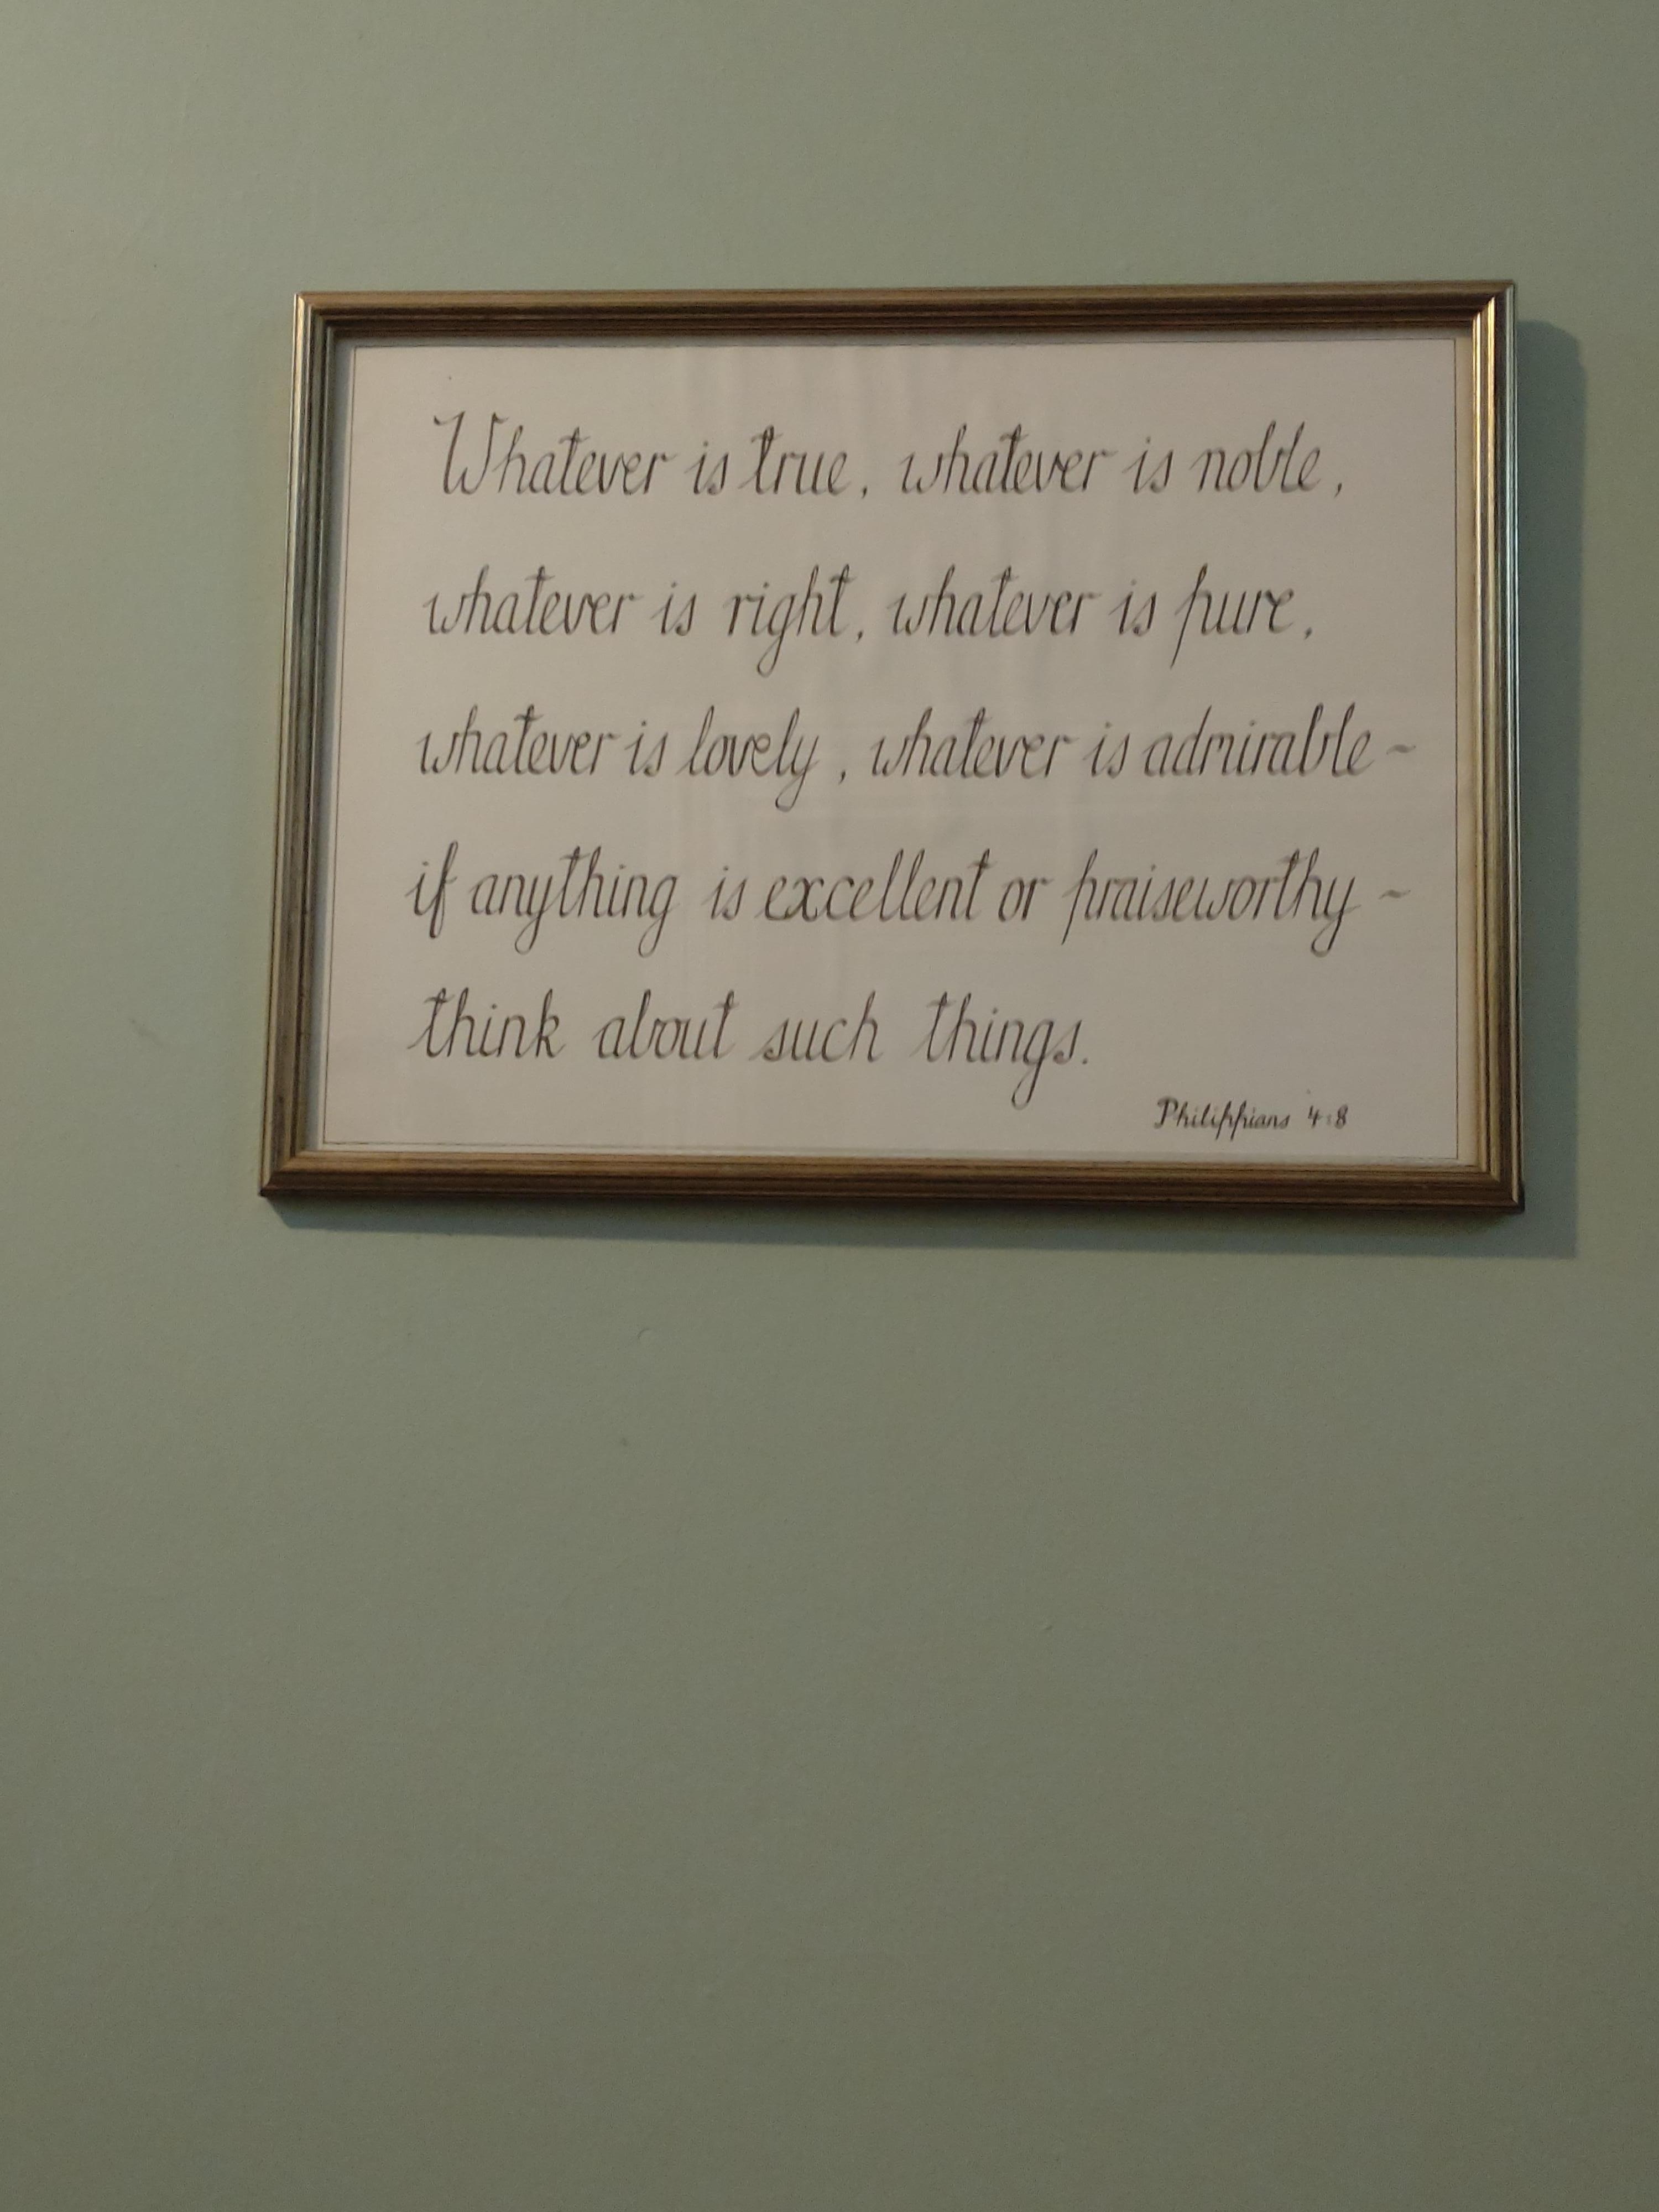 Whatever is true, whatever is noble,
whatever is right, whatever is pure,
whatever is lovely, whatever is admirable ~
if anything is excellent or praiseworthy ~
think about such things.
Philippians 4:8